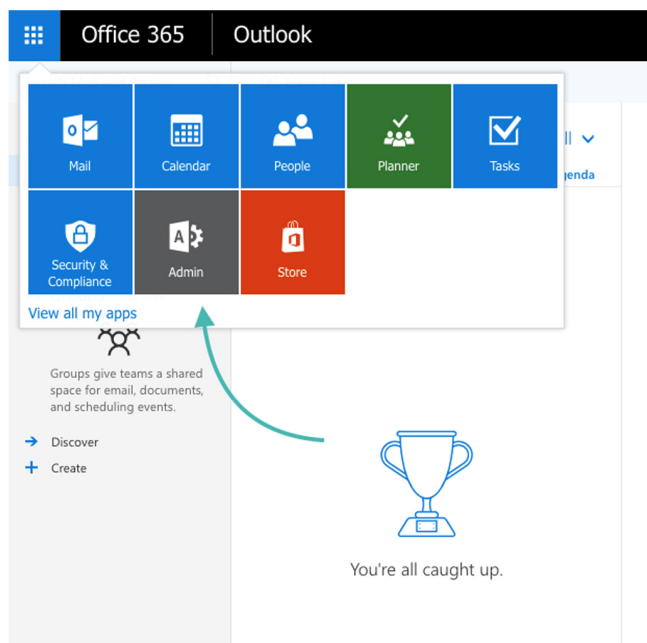 Office 365 Outlook
Mail Calendar People Planner Tasks
Security &
Compliance
Admin Store
View all my apps
Groups give teams a shared
space for email, documents,
and scheduling events.
Discover
Create
You're all caught up.